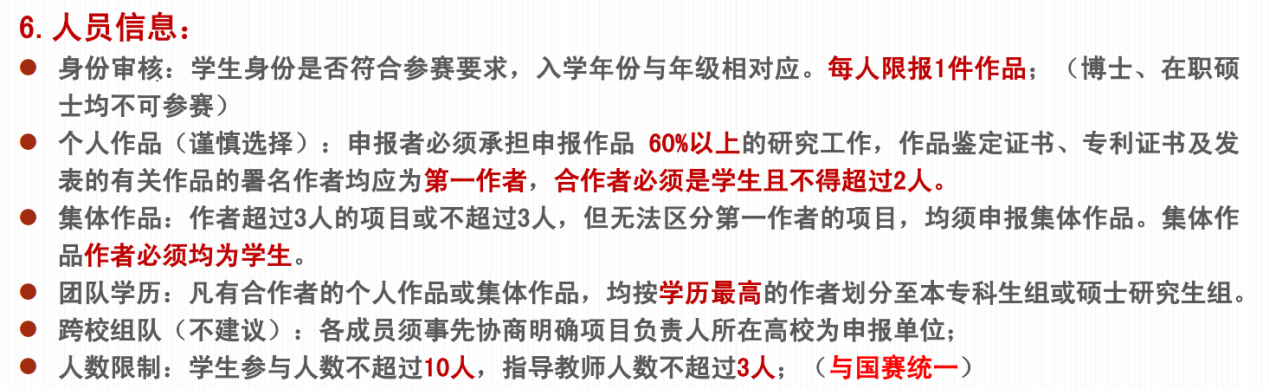 6. 人员信息：
● 身份审核：学生身份是否符合参赛要求，入学年份与年级相对应。每人限报1件作品；（博士、在职硕
士均不可参赛）
● 个人作品（谨慎选择）：申报者必须承担申报作品 60%以上的研究工作，作品鉴定证书、专利证书及发
表的有关作品的署名作者均应为第一作者，合作者必须是学生且不得超过2人。
● 集体作品：作者超过3人的项目或不超过3人，但无法区分第一作者的项目，均须申报集体作品。集体作
品作者必须均为学生。
● 团队学历：凡有合作者的个人作品或集体作品，均按学历最高的作者划分至本专科生组或硕士研究生组。
● 跨校组队（不建议）：各成员须事先协商明确项目负责人所在高校为申报单位；
● 人数限制：学生参与人数不超过10人，指导教师人数不超过3人；（与国赛统一）